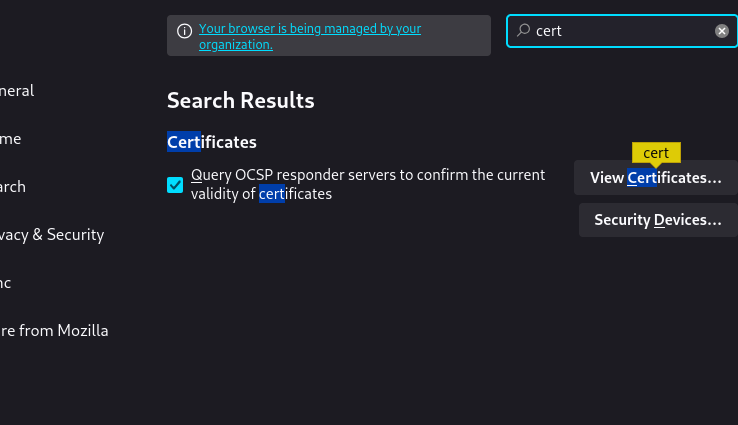 Your browser is being managed by your
organization.
cert
neral
me
arch
vacy & Security
nc
re from Mozilla
Search Results
Certificates
Query OCSP responder servers to confirm the current
validity of certificates
cert
View Certificates...
Security Devices...